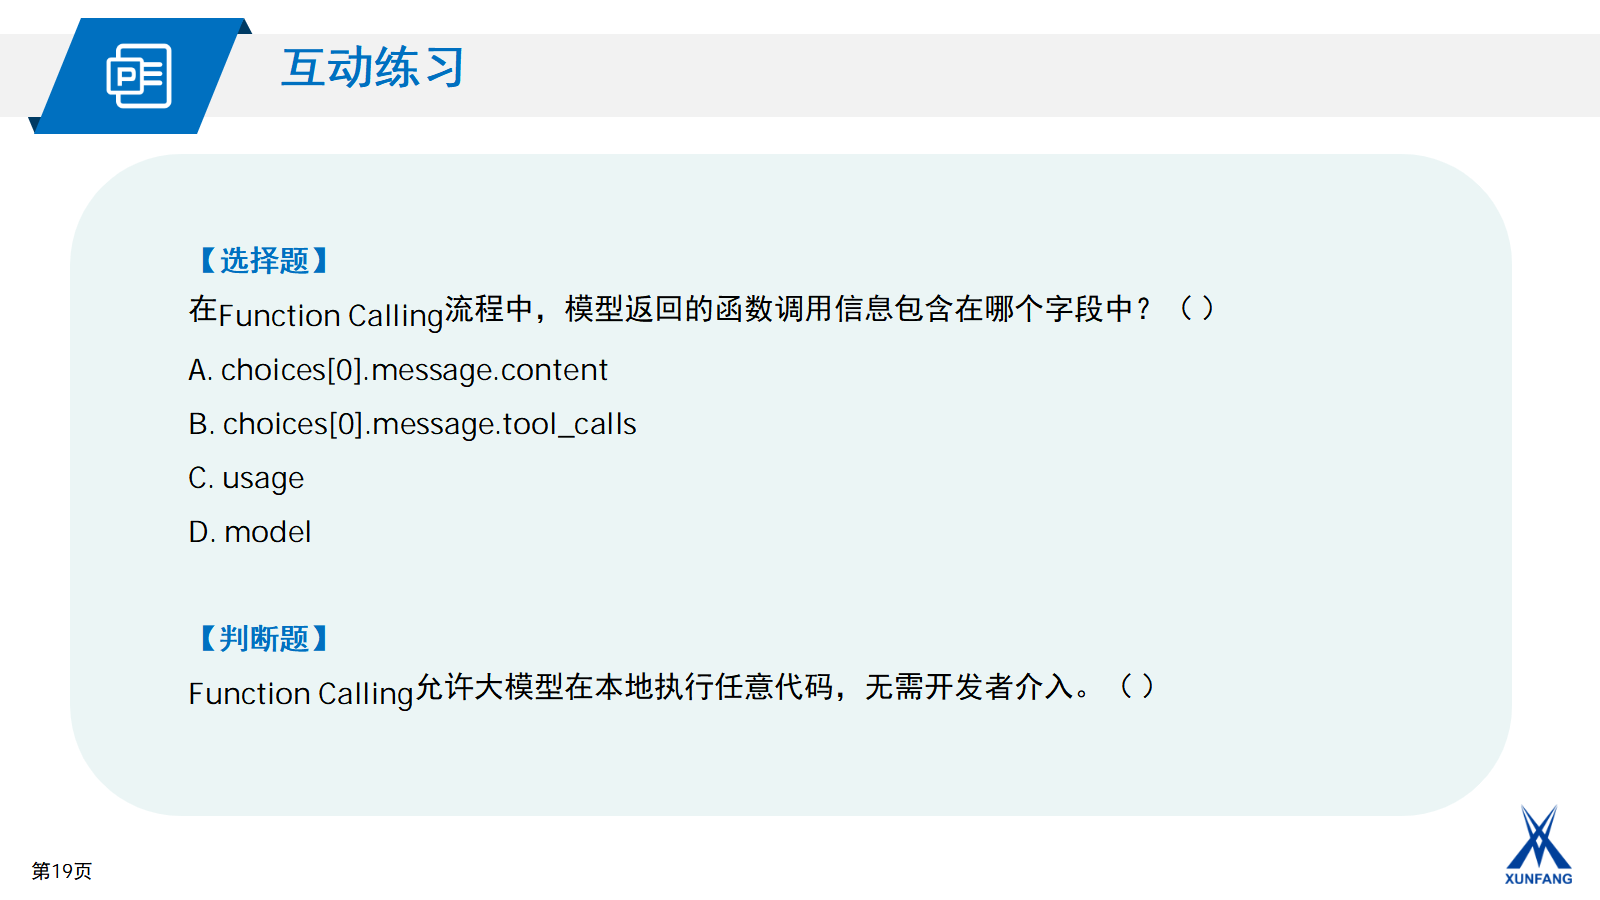 互动练习
【选择题】
在Function Calling流程中，模型返回的函数调用信息包含在哪个字段中？（ ）
A. choices[0].message.content
B. choices[0].message.tool_calls
C. usage
D. model
【判断题】
Function Calling允许大模型在本地执行任意代码，无需开发者介入。（ ）
第19页
XUNFANG